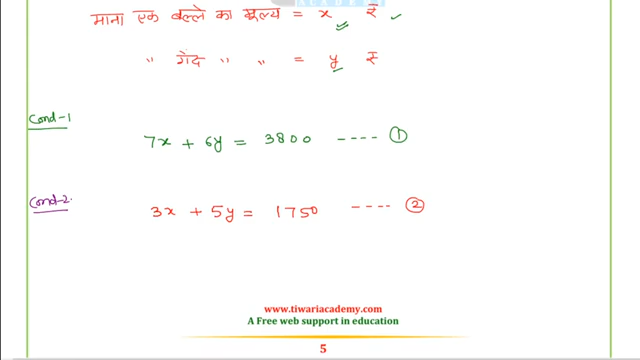 माना एक बल्ले का मूल्य = x ₹
" गेंद " " = y ₹
Cond-1
7x + 6y = 3800 ---- ①
Cond-2.
3x + 5y = 1750 ---- ②
www.tiwariacademy.com
A Free web support in education
5